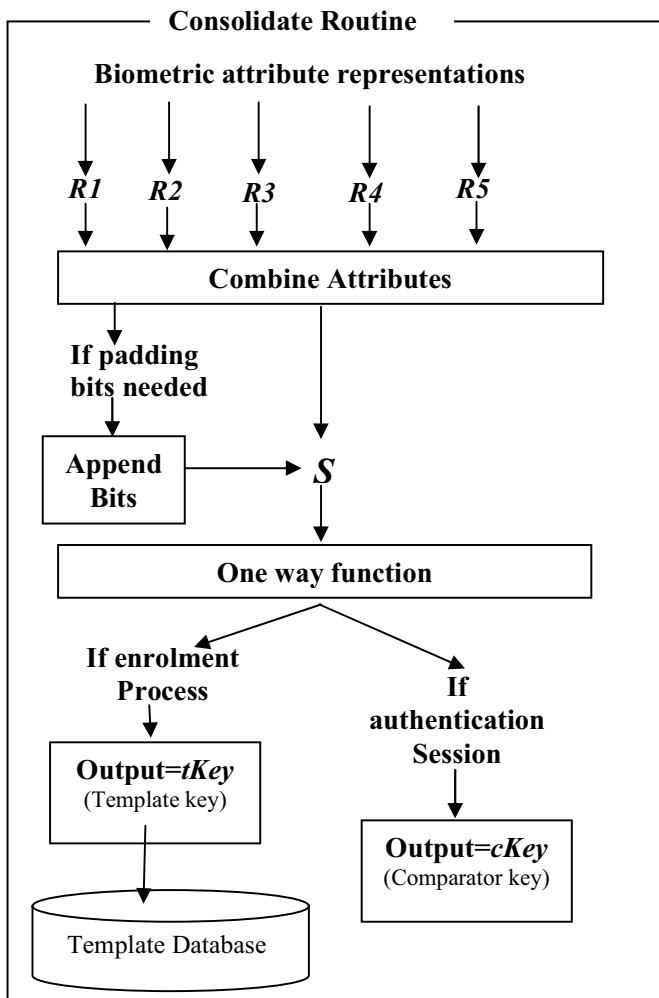 Consolidate Routine
Biometric attribute representations
R1 R2 R3 R4 R5
Combine Attributes
If padding
bits needed
Append
Bits
S
One way function
If enrolment
Process
If
authentication
Session
Output=tKey
(Template key)
Output=cKey
(Comparator key)
Template Database